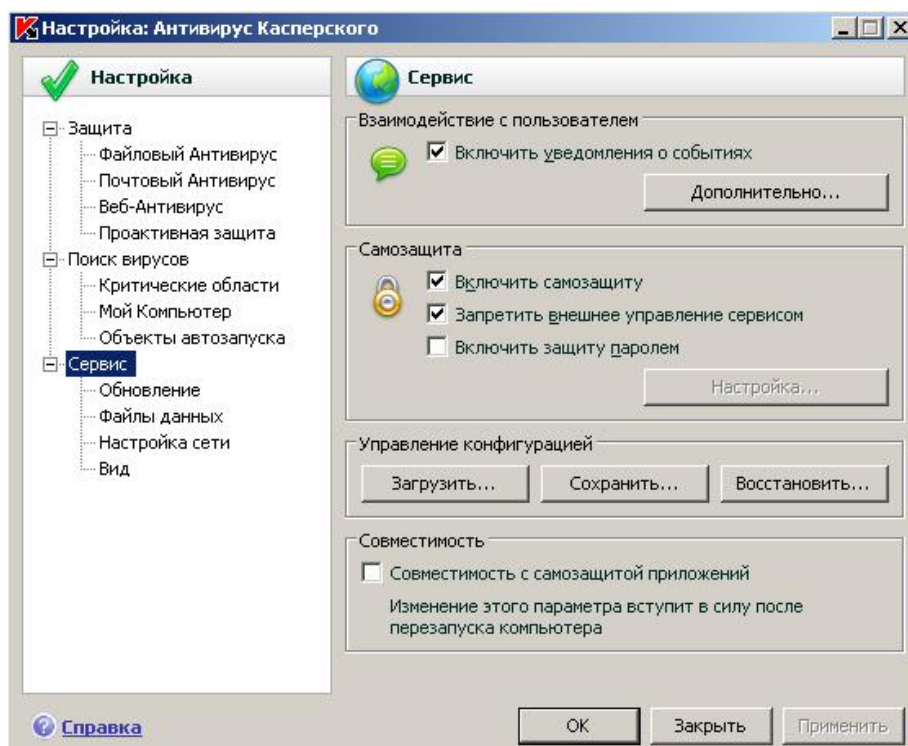 Настройка: Антивирус Касперского
Настройка
Защита
Файловый Антивирус
Почтовый Антивирус
Веб-Антивирус
Проактивная защита
Поиск вирусов
Критические области
Мой Компьютер
Объекты автозапуска
Сервис
Обновление
Файлы данных
Настройка сети
Вид
Справка
Сервис
Взаимодействие с пользователем
Включить уведомления о событиях
Дополнительно...
Самозащита
Включить самозащиту
Запретить внешнее управление сервисом
Включить защиту паролем
Настройка...
Управление конфигурацией
Загрузить...
Сохранить...
Восстановить...
Совместимость
Совместимость с самозащитой приложений
Изменение этого параметра вступит в силу после
перезапуска компьютера
ОК
Закрыть
Применить